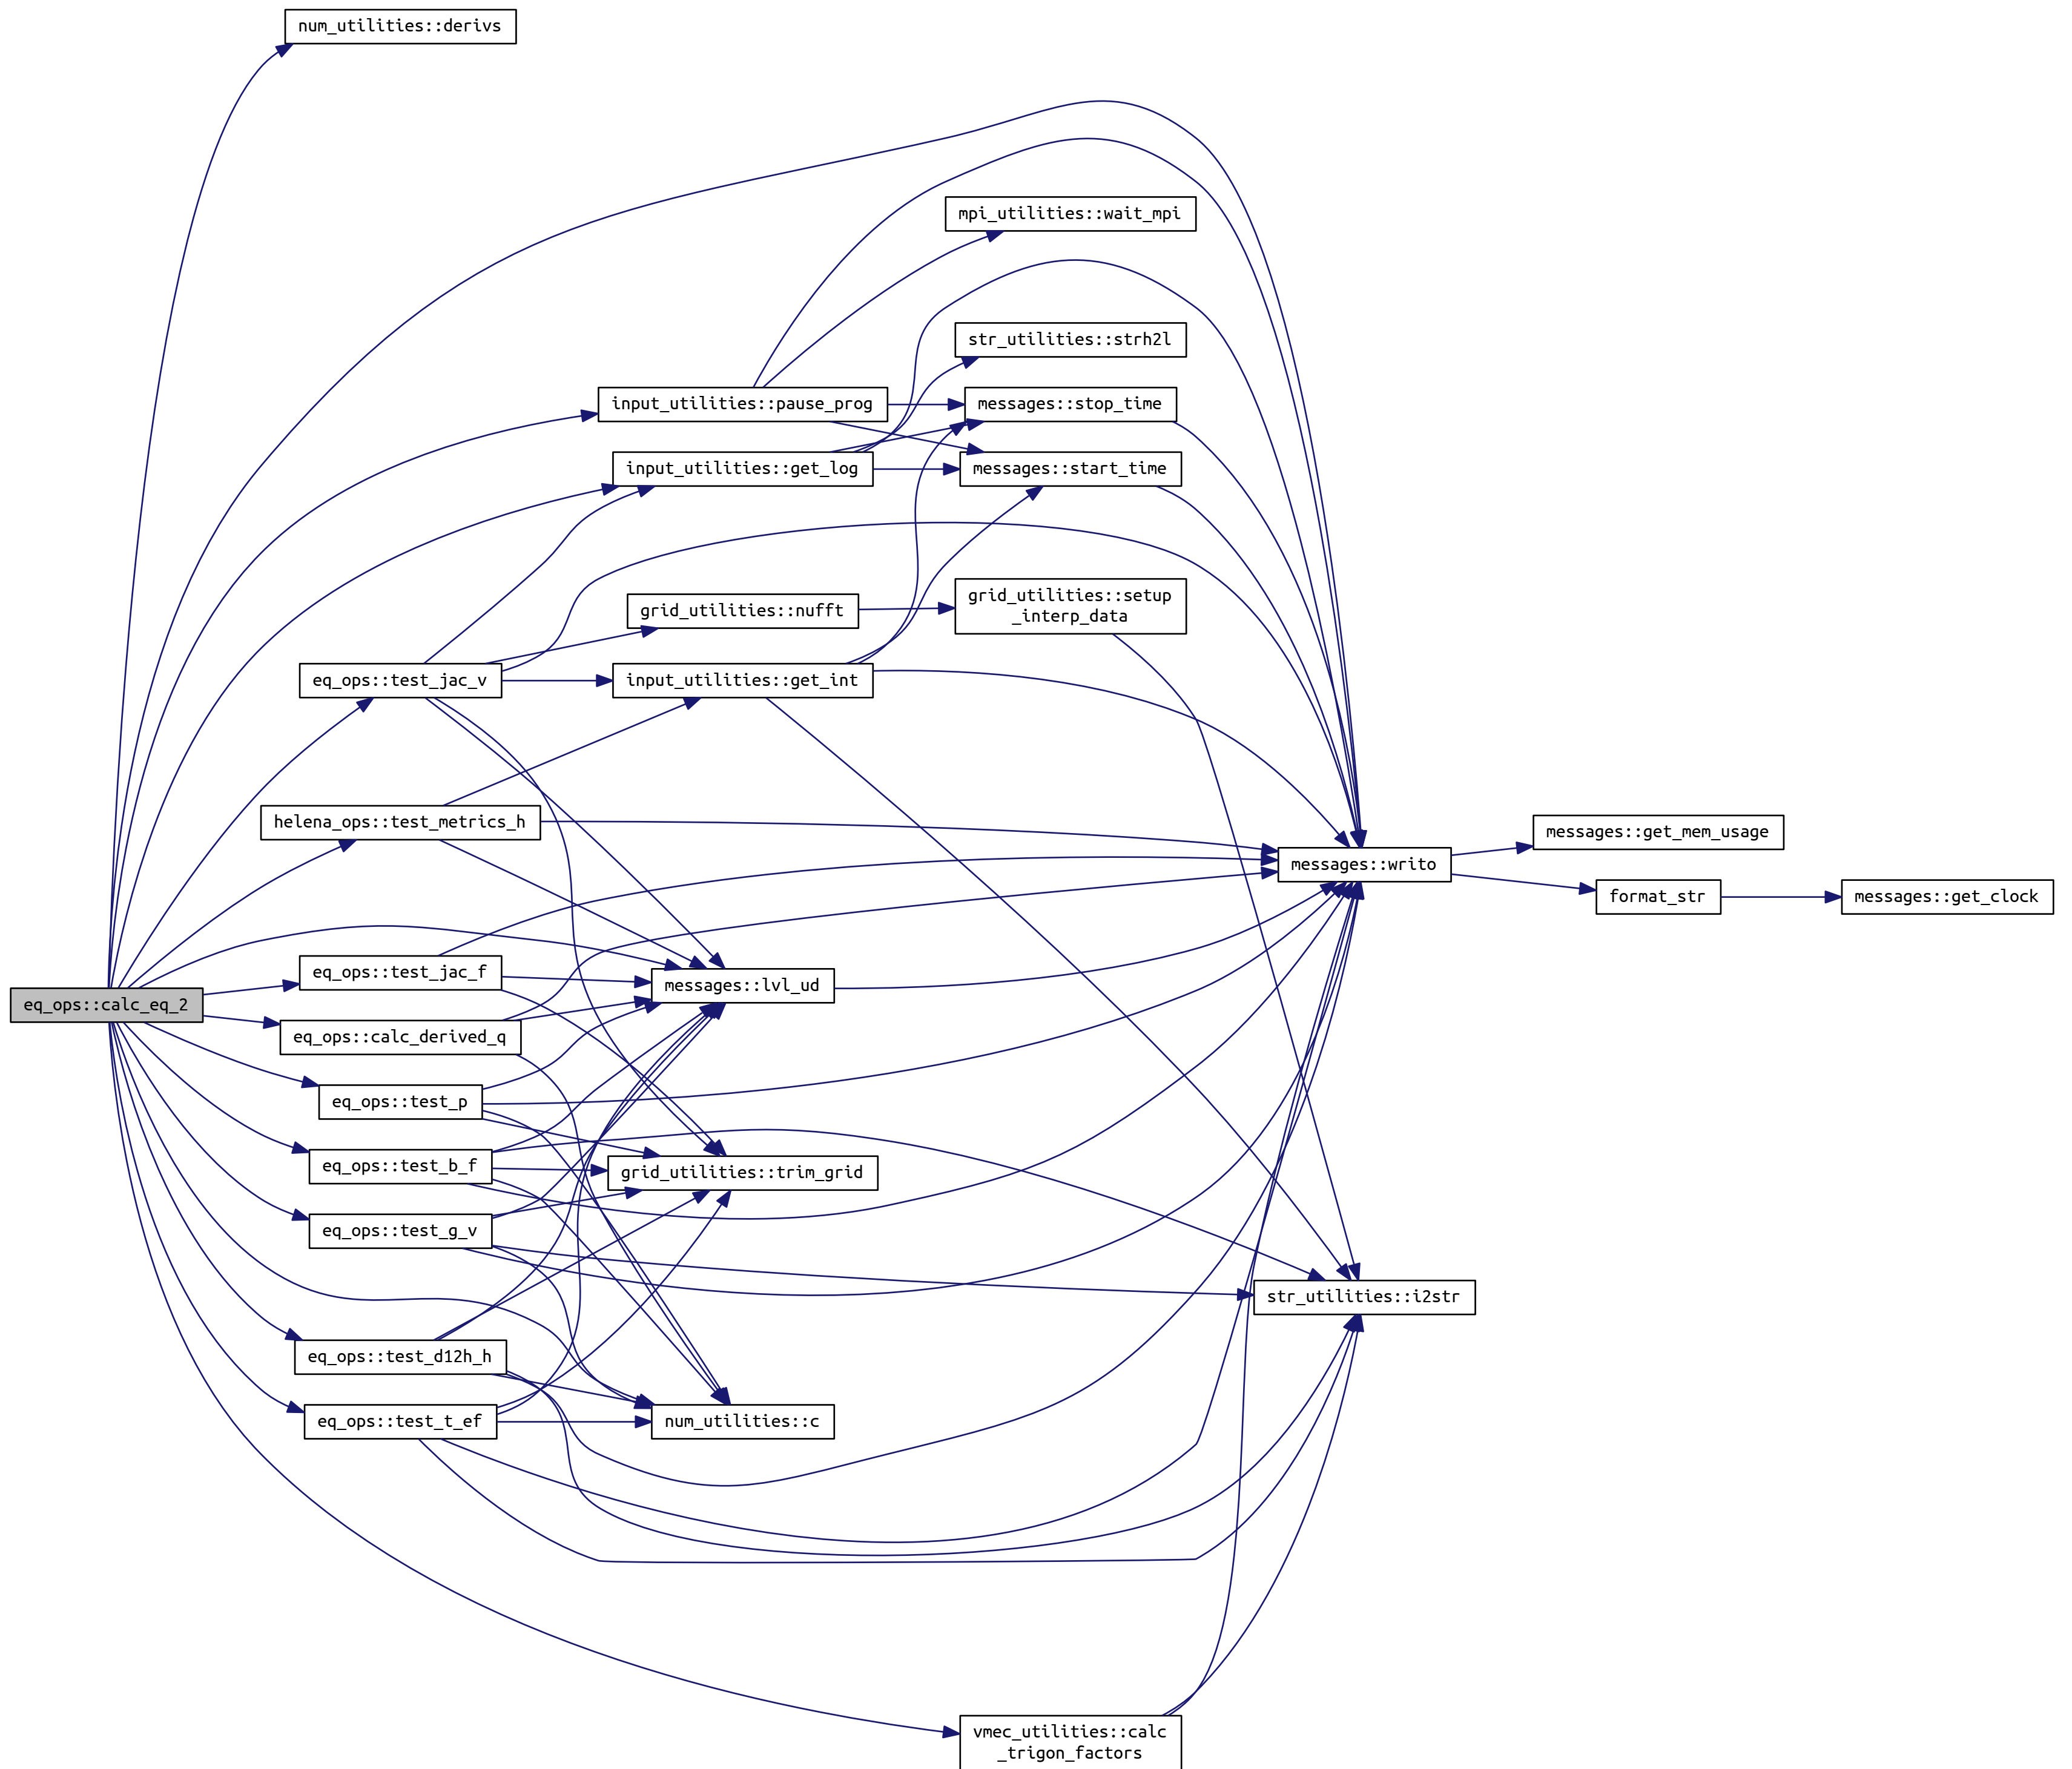 num_utilities::derivs
mpi_utilities::wait_mpi
str_utilities::strh2l
input_utilities::pause_prog
messages::stop_time
input_utilities::get_log
messages::start_time
grid_utilities::nufft
grid_utilities::setup
_interp_data
eq_ops::test_jac_v
input_utilities::get_int
helena_ops::test_metrics_h
messages::get_mem_usage
messages::writo
format_str
messages::get_clock
eq_ops::test_jac_f
messages::lvl_ud
eq_ops::calc_eq_2
eq_ops::calc_derived_q
eq_ops::test_p
eq_ops::test_b_f
grid_utilities::trim_grid
eq_ops::test_g_v
str_utilities::i2str
eq_ops::test_d12h_h
eq_ops::test_t_ef
num_utilities::c
vmec_utilities::calc
_trigon_factors